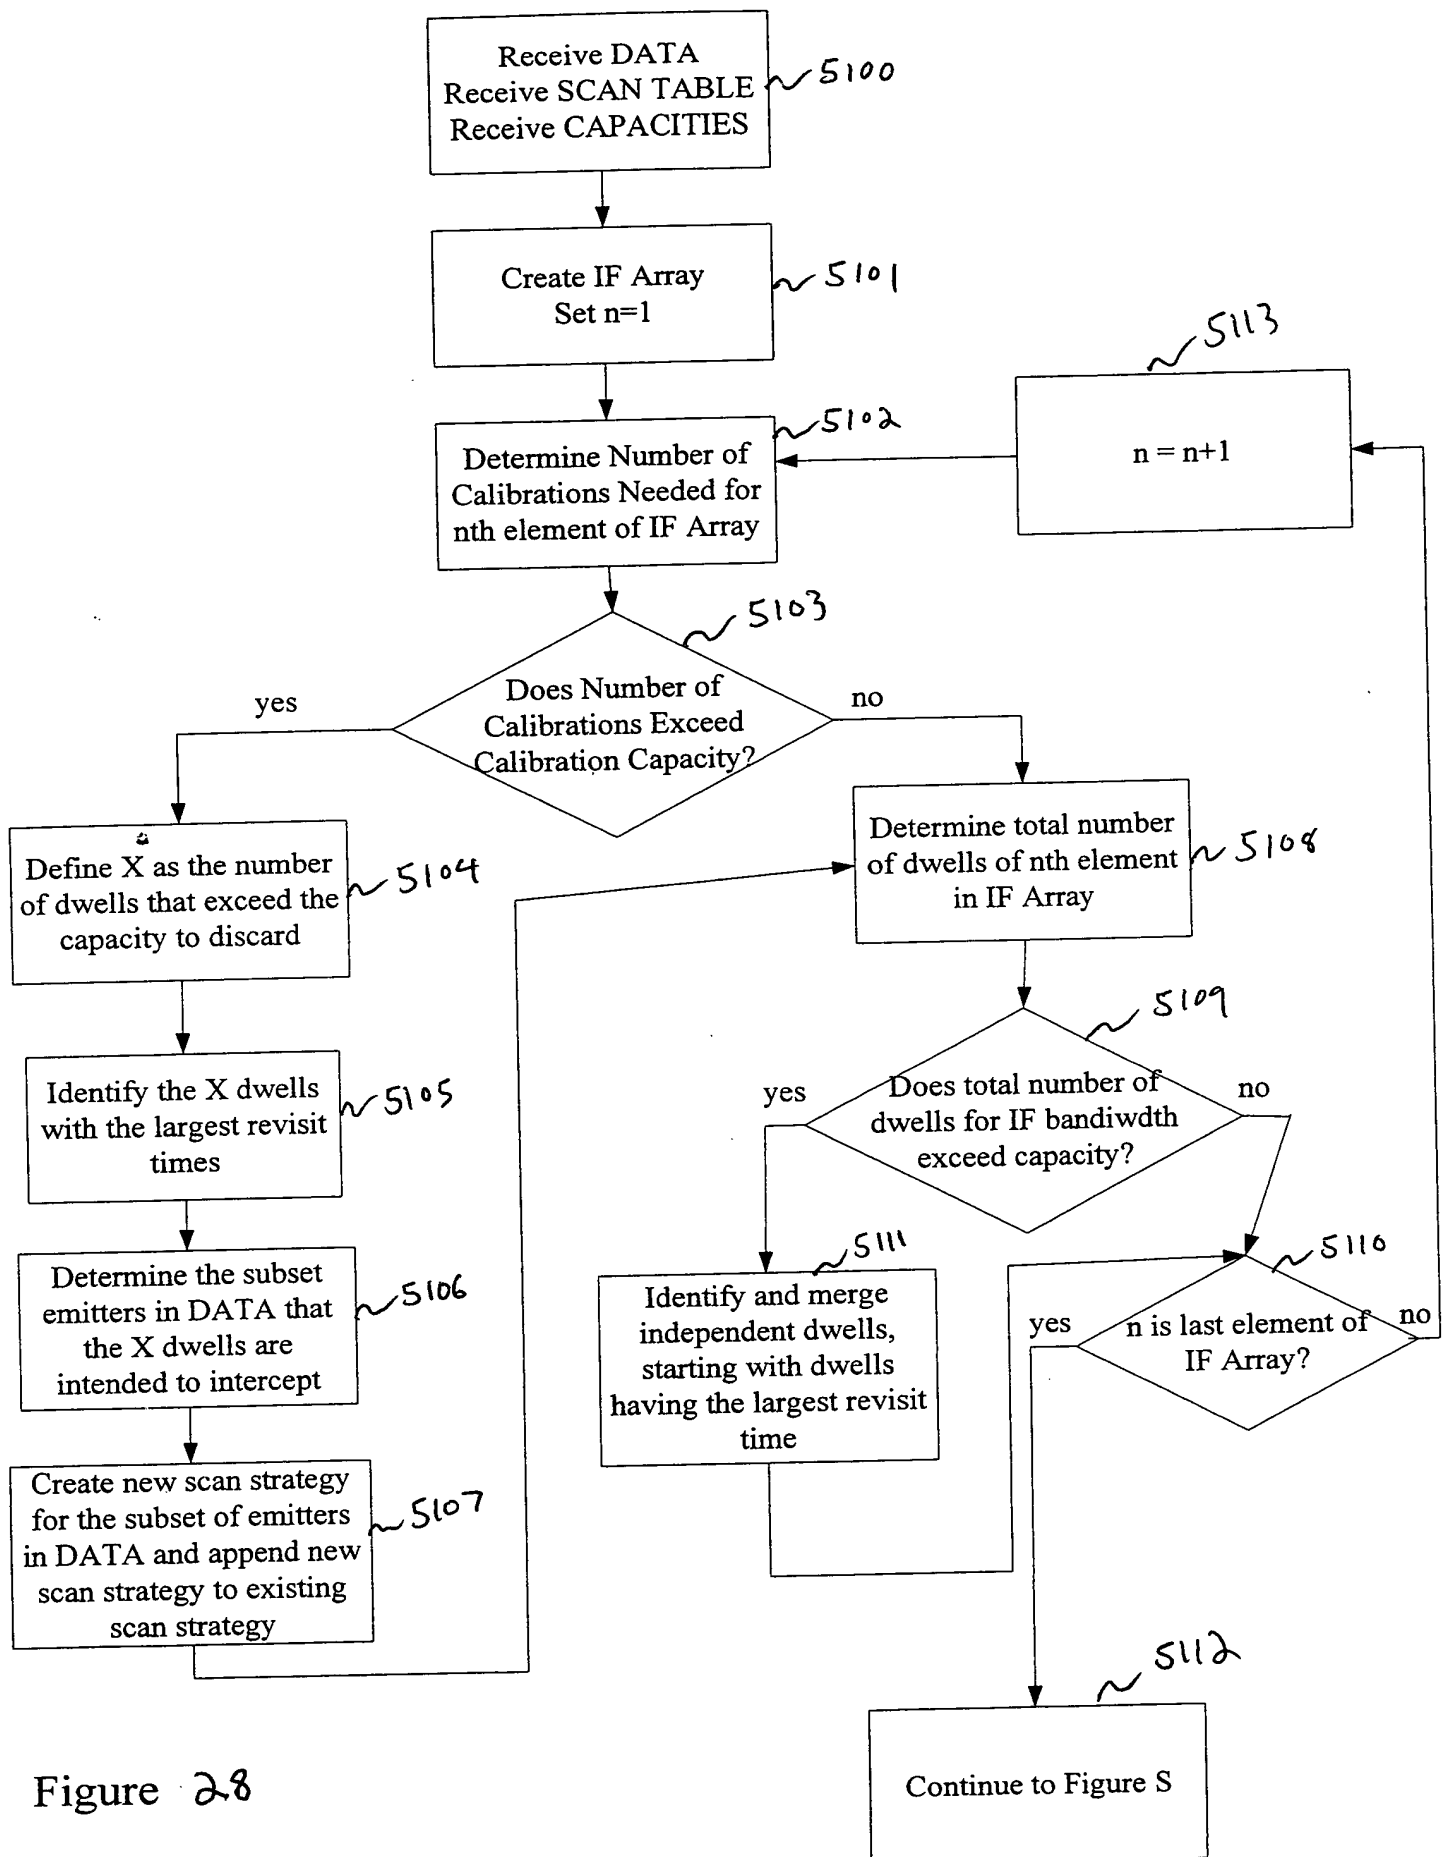 Receive DATA
Receive SCAN TABLE
Receive CAPACITIES
5100
Create IF Array
Set n=1
5101
5113
n = n+1
5102
Determine Number of
Calibrations Needed for
nth element of IF Array
5103
yes
Does Number of
Calibrations Exceed
Calibration Capacity?
no
Define X as the number
of dwells that exceed the
capacity to discard
5104
Determine total number
of dwells of nth element
in IF Array
5108
5109
Identify the X dwells
with the largest revisit
times
5105
yes
Does total number of
dwells for IF bandiwdth
exceed capacity?
no
Determine the subset
emitters in DATA that
the X dwells are
intended to intercept
5106
5111
Identify and merge
independent dwells,
starting with dwells
having the largest revisit
time
5110
yes
n is last element of
IF Array?
no
Create new scan strategy
for the subset of emitters
in DATA and append new
scan strategy to existing
scan strategy
5107
5112
Continue to Figure S
Figure 28